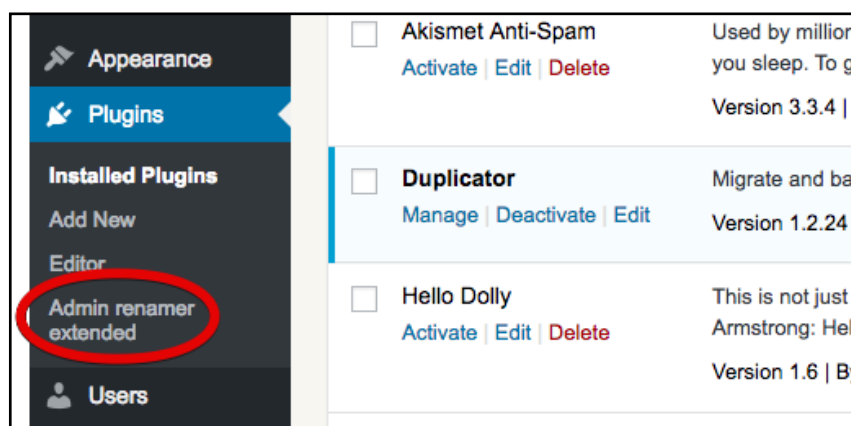 Appearance
Plugins
Installed Plugins
Add New
Editor
Admin renamer
extended
Users
Akismet Anti-Spam
Activate | Edit | Delete
Used by million
you sleep. To g
Version 3.3.4 |
Duplicator
Manage | Deactivate | Edit
Migrate and ba
Version 1.2.24
Hello Dolly
Activate | Edit | Delete
This is not just
Armstrong: Hel
Version 1.6 | B